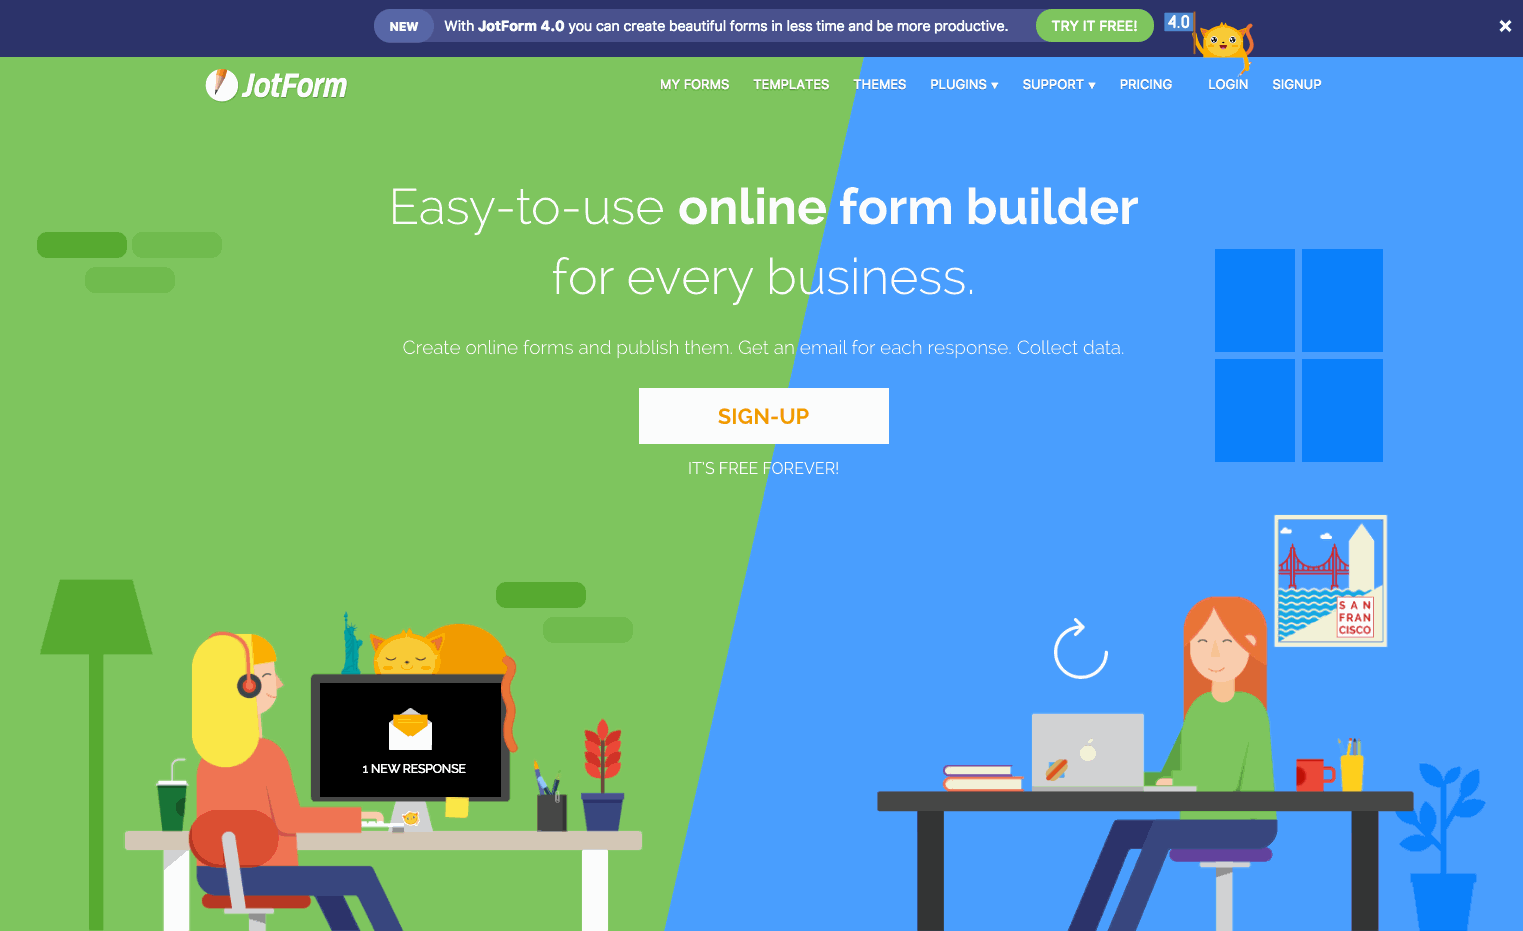 NEW
With JotForm 4.0 you can create beautiful forms in less time and be more productive.
TRY IT FREE!
4.0
JotForm
MY FORMS TEMPLATES THEMES PLUGINS ▾ SUPPORT ▾ PRICING LOGIN SIGNUP
Easy-to-use online form builder
for every business.
Create online forms and publish them. Get an email for each response. Collect data.
SIGN-UP
IT'S FREE FOREVER!
SAN
FRAN
CISCO
1 NEW RESPONSE